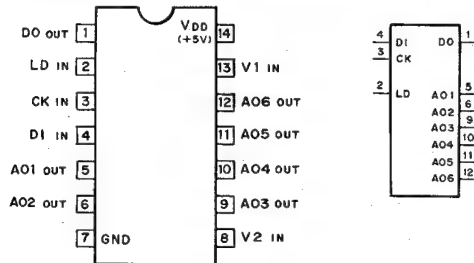 DO OUT 1
LD IN 2
CK IN 3
DI IN 4
AO1 OUT 5
AO2 OUT 6
7 GND
VDD 14
(+5V)
13 V1 IN
12 AO6 OUT
11 AO5 OUT
10 AO4 OUT
9 AO3 OUT
8 V2 IN
4 DI DO 1
3 CK
2 LD
AO1 5
AO2 6
AO3 9
AO4 10
AO5 11
AO6 12